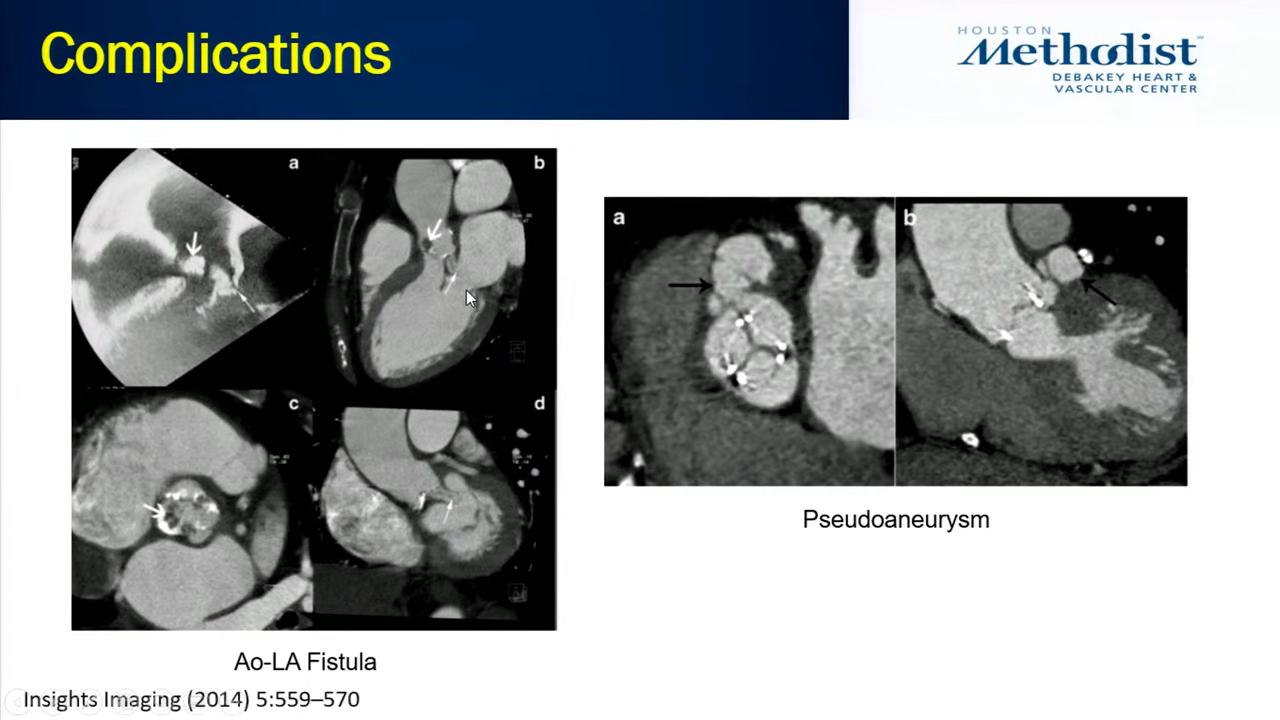 Complications
HOUSTON
Methodist
DEBAKEY HEART &
VASCULAR CENTER
a
b
c
d
Ao-LA Fistula
a
b
Pseudoaneurysm
Insights Imaging (2014) 5:559–570